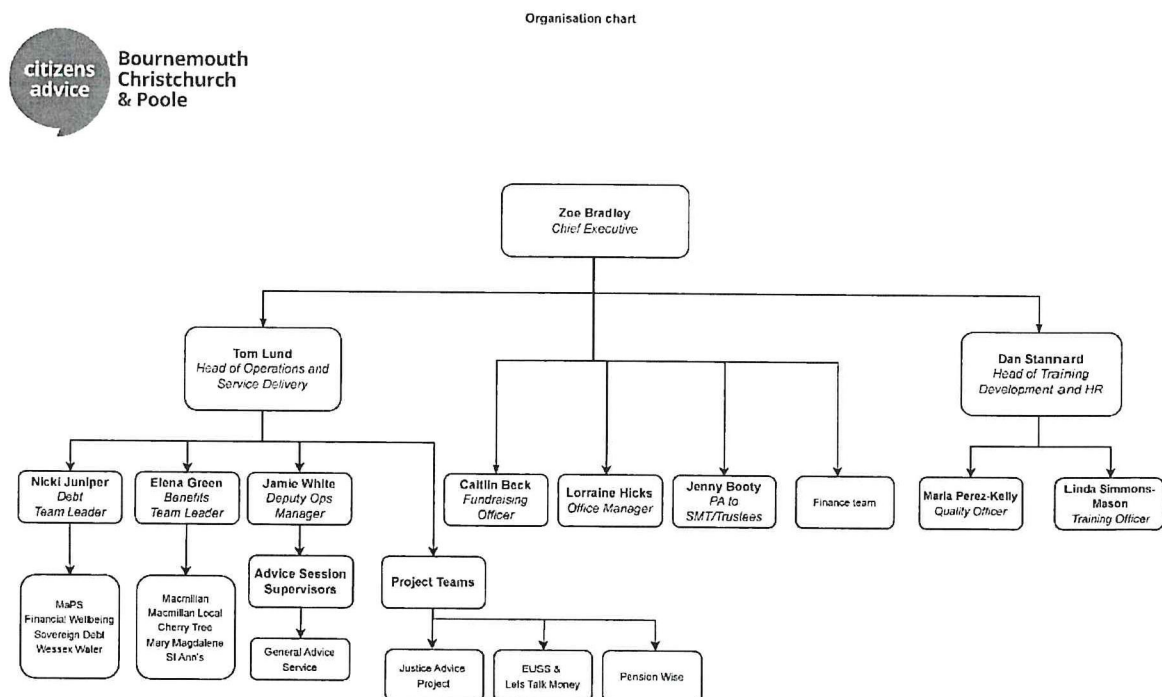 Organisation chart
citizens
advice
Bournemouth
Christchurch
& Poole
Zoe Bradley
Chief Executive
Tom Lund
Head of Operations and
Service Delivery
Dan Stannard
Head of Training
Development and HR
Nicki Juniper
Debt
Team Leader
Elena Green
Benefits
Team Leader
Jamie White
Deputy Ops
Manager
Caitlin Beck
Fundraising
Officer
Lorraine Hicks
Office Manager
Jenny Booty
PA to
SMT/Trustees
Finance team
Marla Perez-Kelly
Quality Officer
Linda Simmons-
Mason
Training Officer
MaPS
Financial Wellbeing
Sovereign Debt
Wessex Water
Macmillan
Macmillan Local
Cherry Tree
Mary Magdalene
St Ann's
Advice Session
Supervisors
General Advice
Service
Project Teams
Justice Advice
Project
EUSS &
Lets Talk Money
Pension Wise